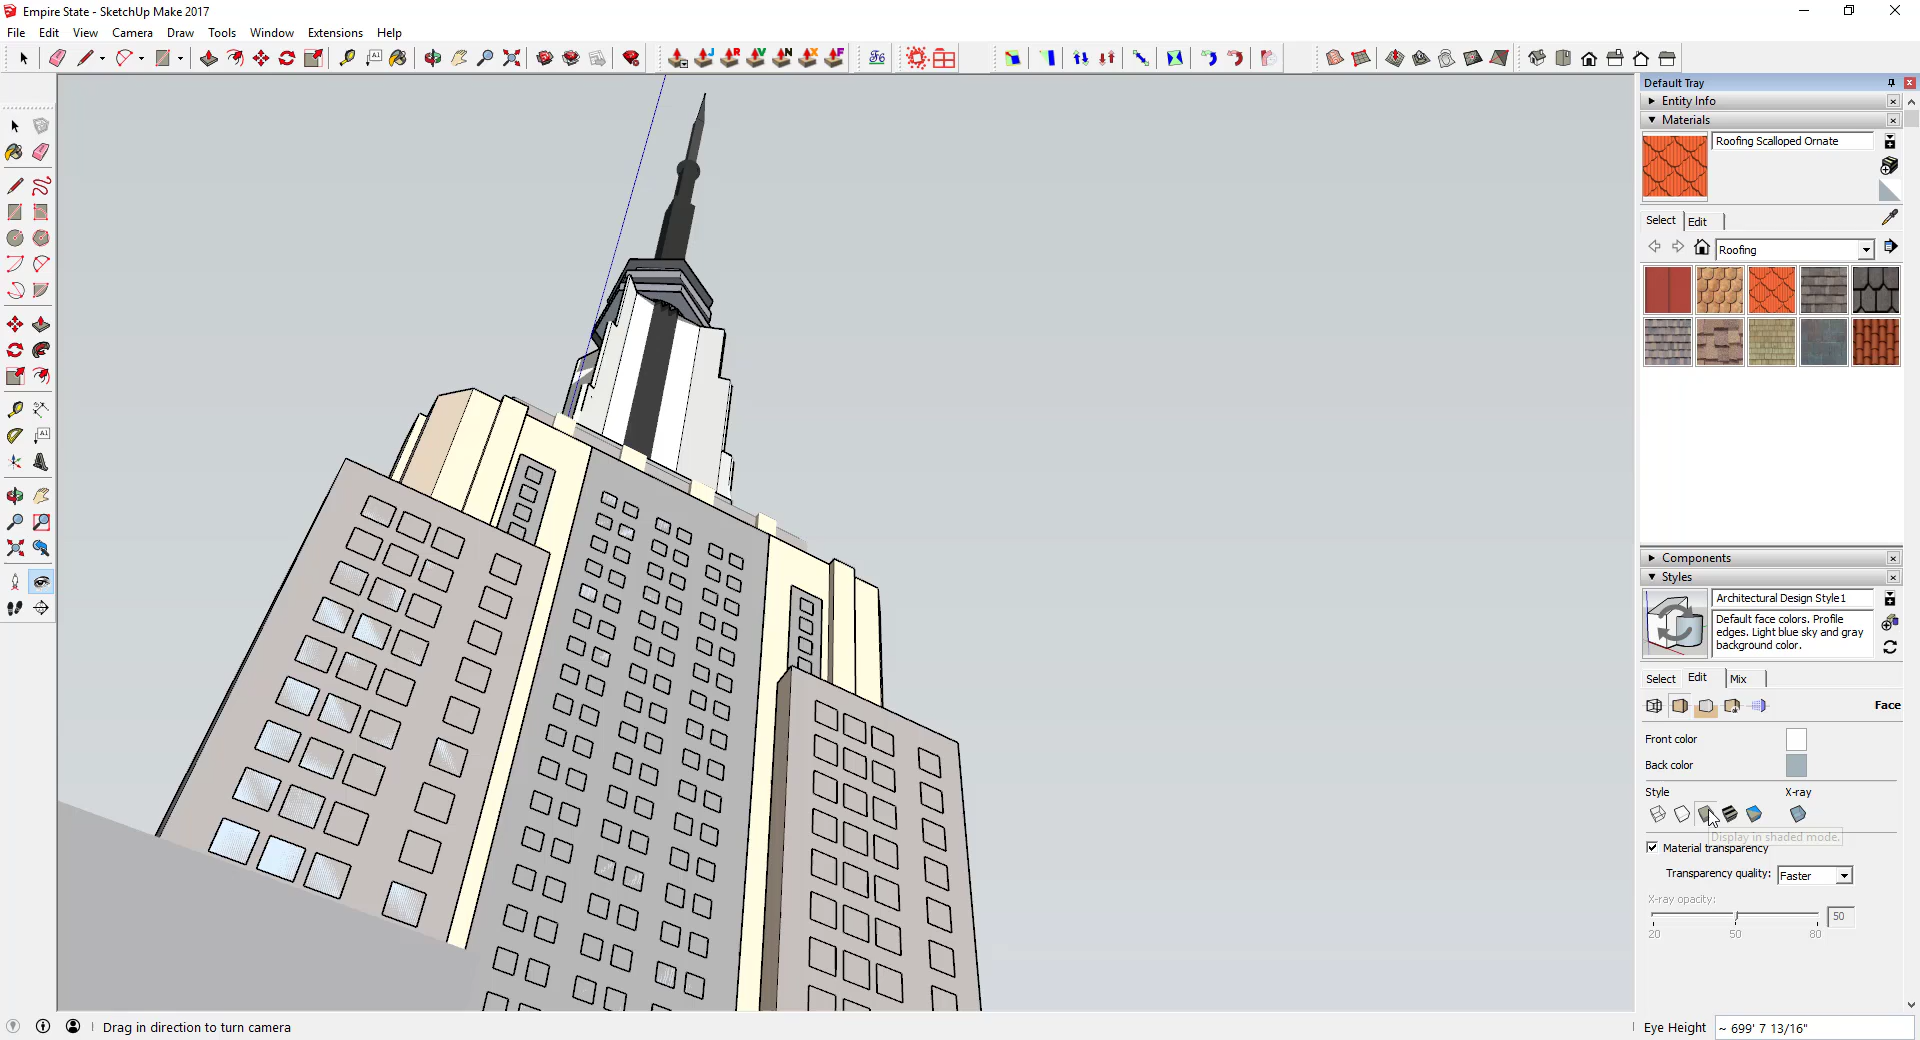 Empire State - SketchUp Make 2017
File Edit View Camera Draw Tools Window Extensions Help
Default Tray
Entity Info
Materials
Roofing Scalloped Ornate
Select Edit
Roofing
Components
Styles
Architectural Design Style1
Default face colors. Profile
edges. Light blue sky and gray
background color.
Select Edit Mix
Face
Front color
Back color
Style X-ray
Display in shaded mode.
Material transparency
Transparency quality: Faster
X-ray opacity:
50
20 50 80
Drag in direction to turn camera
Eye Height ~ 699' 7 13/16"